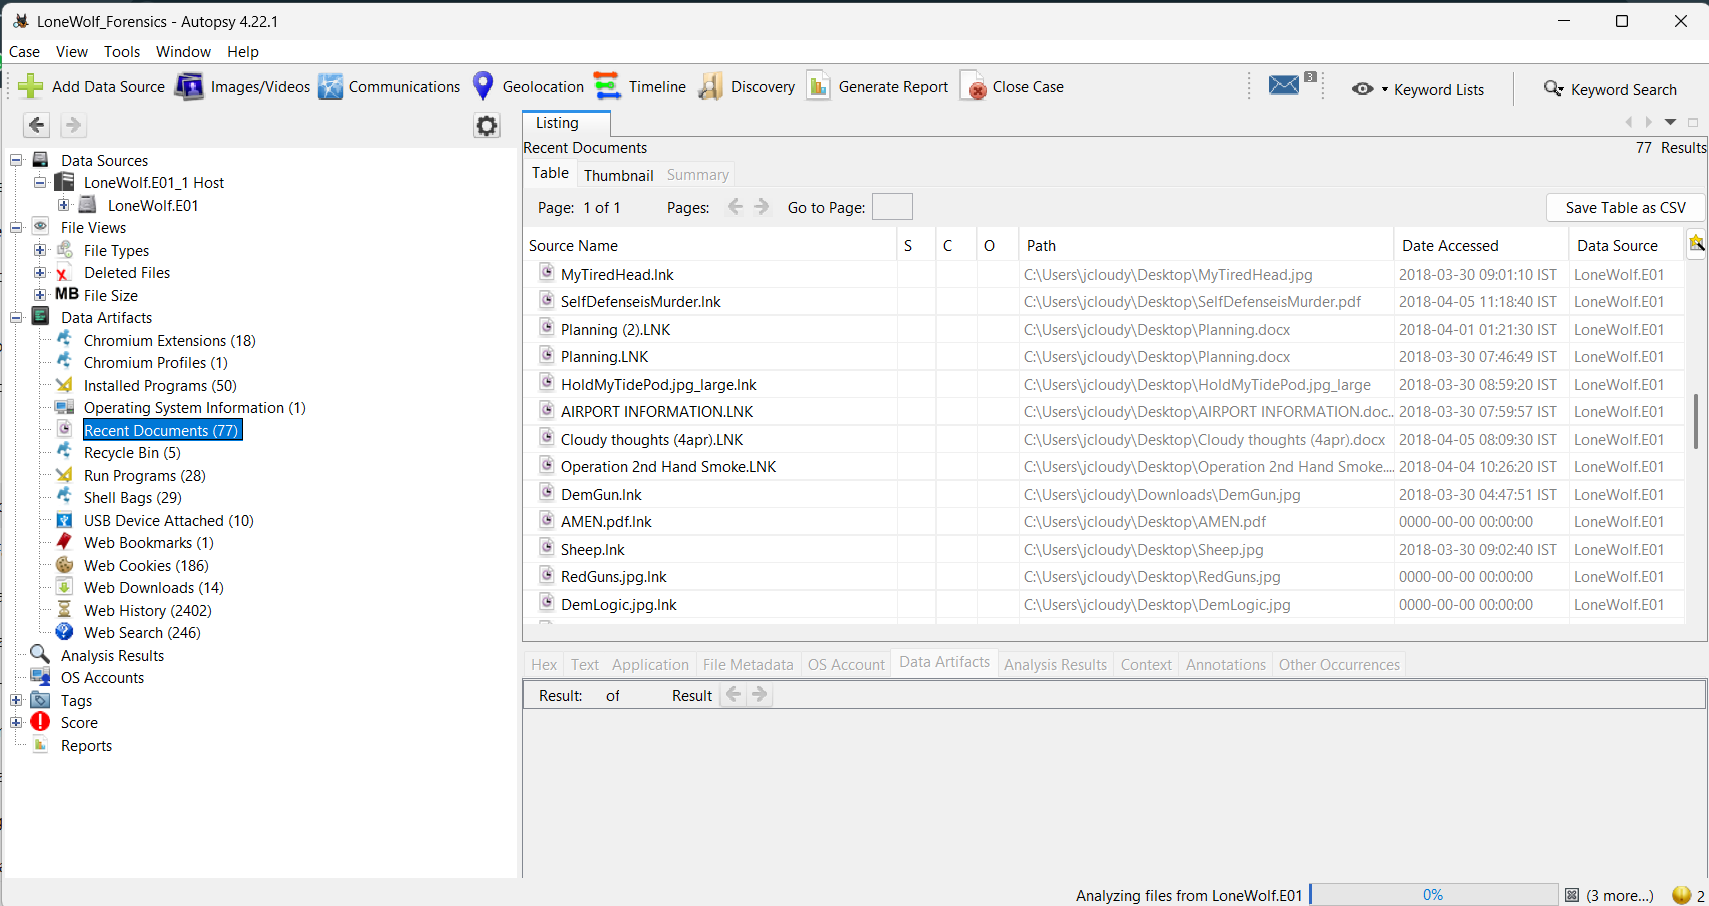 LoneWolf_Forensics - Autopsy 4.22.1
Case View Tools Window Help
Add Data Source Images/Videos Communications Geolocation Timeline Discovery Generate Report Close Case 3 Keyword Lists Keyword Search
Data Sources
LoneWolf.E01_1 Host
LoneWolf.E01
File Views
File Types
Deleted Files
MB File Size
Data Artifacts
Chromium Extensions (18)
Chromium Profiles (1)
Installed Programs (50)
Operating System Information (1)
Recent Documents (77)
Recycle Bin (5)
Run Programs (28)
Shell Bags (29)
USB Device Attached (10)
Web Bookmarks (1)
Web Cookies (186)
Web Downloads (14)
Web History (2402)
Web Search (246)
Analysis Results
OS Accounts
Tags
Score
Reports
Listing
Recent Documents 77 Results
Table Thumbnail Summary
Page: 1 of 1 Pages: Go to Page: Save Table as CSV
Source Name S C O Path Date Accessed Data Source
MyTiredHead.lnk C:\Users\jcloudy\Desktop\MyTiredHead.jpg 2018-03-30 09:01:10 IST LoneWolf.E01
SelfDefenseisMurder.lnk C:\Users\jcloudy\Desktop\SelfDefenseisMurder.pdf 2018-04-05 11:18:40 IST LoneWolf.E01
Planning (2).LNK C:\Users\jcloudy\Desktop\Planning.docx 2018-04-01 01:21:30 IST LoneWolf.E01
Planning.LNK C:\Users\jcloudy\Desktop\Planning.docx 2018-03-30 07:46:49 IST LoneWolf.E01
HoldMyTidePod.jpg_large.lnk C:\Users\jcloudy\Desktop\HoldMyTidePod.jpg_large 2018-03-30 08:59:20 IST LoneWolf.E01
AIRPORT INFORMATION.LNK C:\Users\jcloudy\Desktop\AIRPORT INFORMATION.doc... 2018-03-30 07:59:57 IST LoneWolf.E01
Cloudy thoughts (4apr).LNK C:\Users\jcloudy\Desktop\Cloudy thoughts (4apr).docx 2018-04-05 08:09:30 IST LoneWolf.E01
Operation 2nd Hand Smoke.LNK C:\Users\jcloudy\Desktop\Operation 2nd Hand Smoke.... 2018-04-04 10:26:20 IST LoneWolf.E01
DemGun.lnk C:\Users\jcloudy\Downloads\DemGun.jpg 2018-03-30 04:47:51 IST LoneWolf.E01
AMEN.pdf.lnk C:\Users\jcloudy\Desktop\AMEN.pdf 0000-00-00 00:00:00 LoneWolf.E01
Sheep.lnk C:\Users\jcloudy\Desktop\Sheep.jpg 2018-03-30 09:02:40 IST LoneWolf.E01
RedGuns.jpg.lnk C:\Users\jcloudy\Desktop\RedGuns.jpg 0000-00-00 00:00:00 LoneWolf.E01
DemLogic.jpg.lnk C:\Users\jcloudy\Desktop\DemLogic.jpg 0000-00-00 00:00:00 LoneWolf.E01
Hex Text Application File Metadata OS Account Data Artifacts Analysis Results Context Annotations Other Occurrences
Result: of Result
Analyzing files from LoneWolf.E01 0% (3 more...) 2